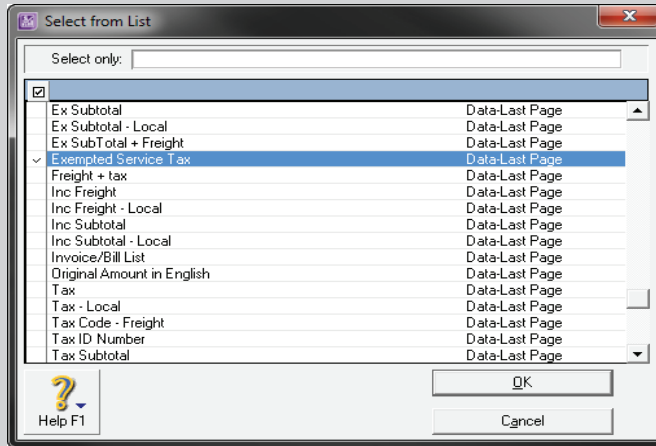 Select from List
Select only:
Ex Subtotal Data-Last Page
Ex Subtotal - Local Data-Last Page
Ex SubTotal + Freight Data-Last Page
Exempted Service Tax Data-Last Page
Freight + tax Data-Last Page
Inc Freight Data-Last Page
Inc Freight - Local Data-Last Page
Inc Subtotal Data-Last Page
Inc Subtotal - Local Data-Last Page
Invoice/Bill List Data-Last Page
Original Amount in English Data-Last Page
Tax Data-Last Page
Tax - Local Data-Last Page
Tax Code - Freight Data-Last Page
Tax ID Number Data-Last Page
Tax Subtotal Data-Last Page
OK
Help F1
Cancel